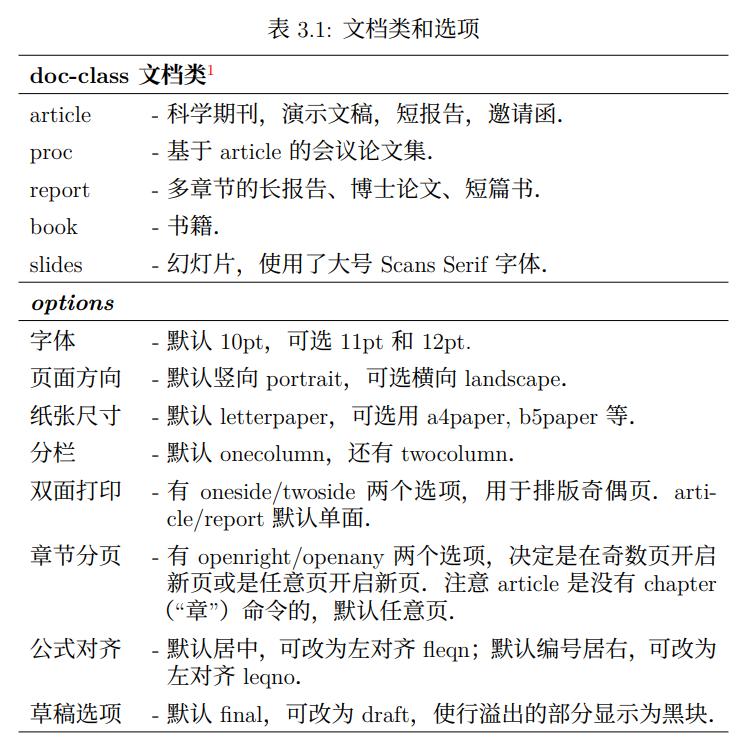 表 3.1: 文档类和选项
doc-class 文档类1
article - 科学期刊，演示文稿，短报告，邀请函．
proc - 基于 article 的会议论文集．
report - 多章节的长报告、博士论文、短篇书．
book - 书籍．
slides - 幻灯片，使用了大号 Scans Serif 字体．
options
字体 - 默认 10pt，可选 11pt 和 12pt.
页面方向 - 默认竖向 portrait，可选横向 landscape．
纸张尺寸 - 默认 letterpaper，可选用 a4paper, b5paper 等．
分栏 - 默认 onecolumn，还有 twocolumn．
双面打印 - 有 oneside/twoside 两个选项，用于排版奇偶页．arti-
cle/report 默认单面．
章节分页 - 有 openright/openany 两个选项，决定是在奇数页开启
新页或是任意页开启新页．注意 article 是没有 chapter
（“章”）命令的，默认任意页．
公式对齐 - 默认居中，可改为左对齐 fleqn；默认编号居右，可改为
左对齐 leqno．
草稿选项 - 默认 final，可改为 draft，使行溢出的部分显示为黑块．